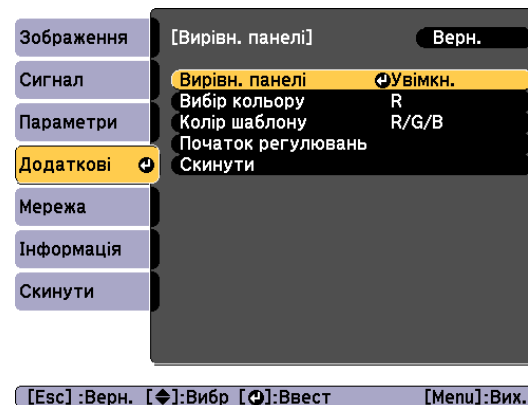 Зображення
Сигнал
Параметри
Додаткові
Мережа
Інформація
Скинути
[Вирівн. панелі] Верн.
Вирівн. панелі Увімкн.
Вибір кольору R
Колір шаблону R/G/B
Початок регулювань
Скинути
[Esc] :Верн. [◆]:Вибр [⏎]:Ввест [Menu]:Вих.